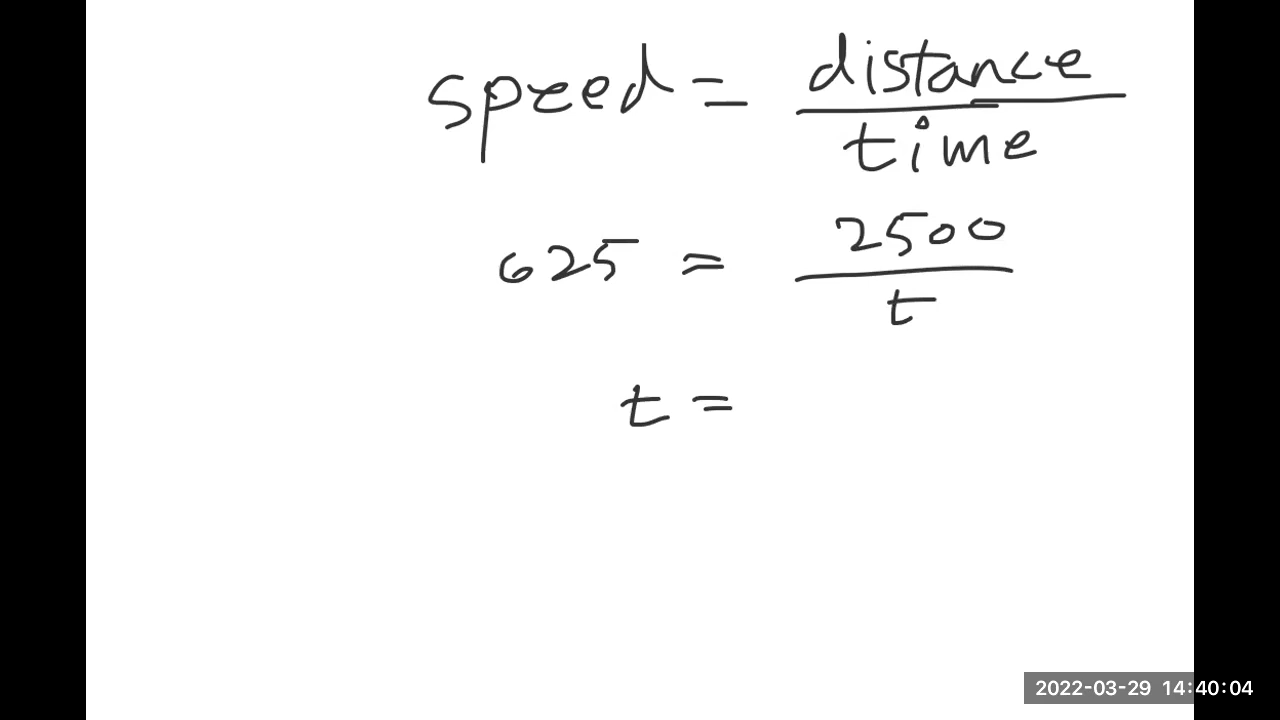 speed = distance / time
625 = 2500 / t
t =
2022-03-29 14:40:04